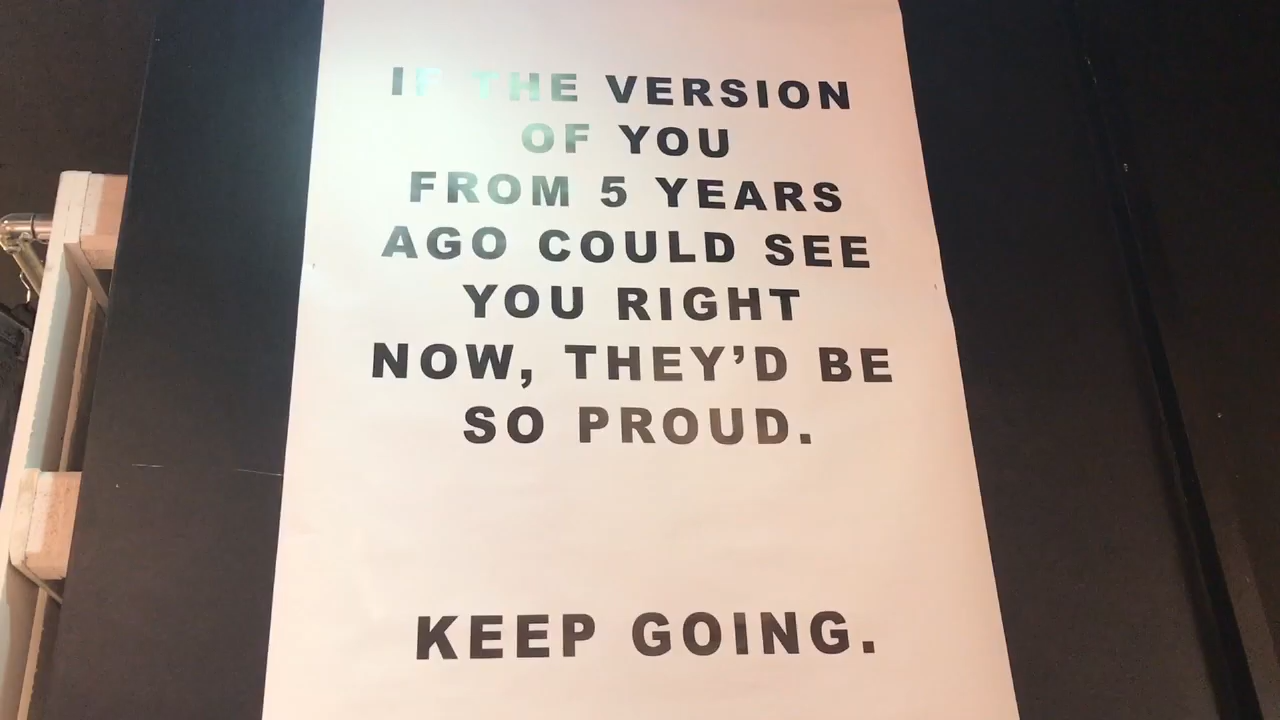 IF THE VERSION
OF YOU
FROM 5 YEARS
AGO COULD SEE
YOU RIGHT
NOW, THEY’D BE
SO PROUD.
KEEP GOING.